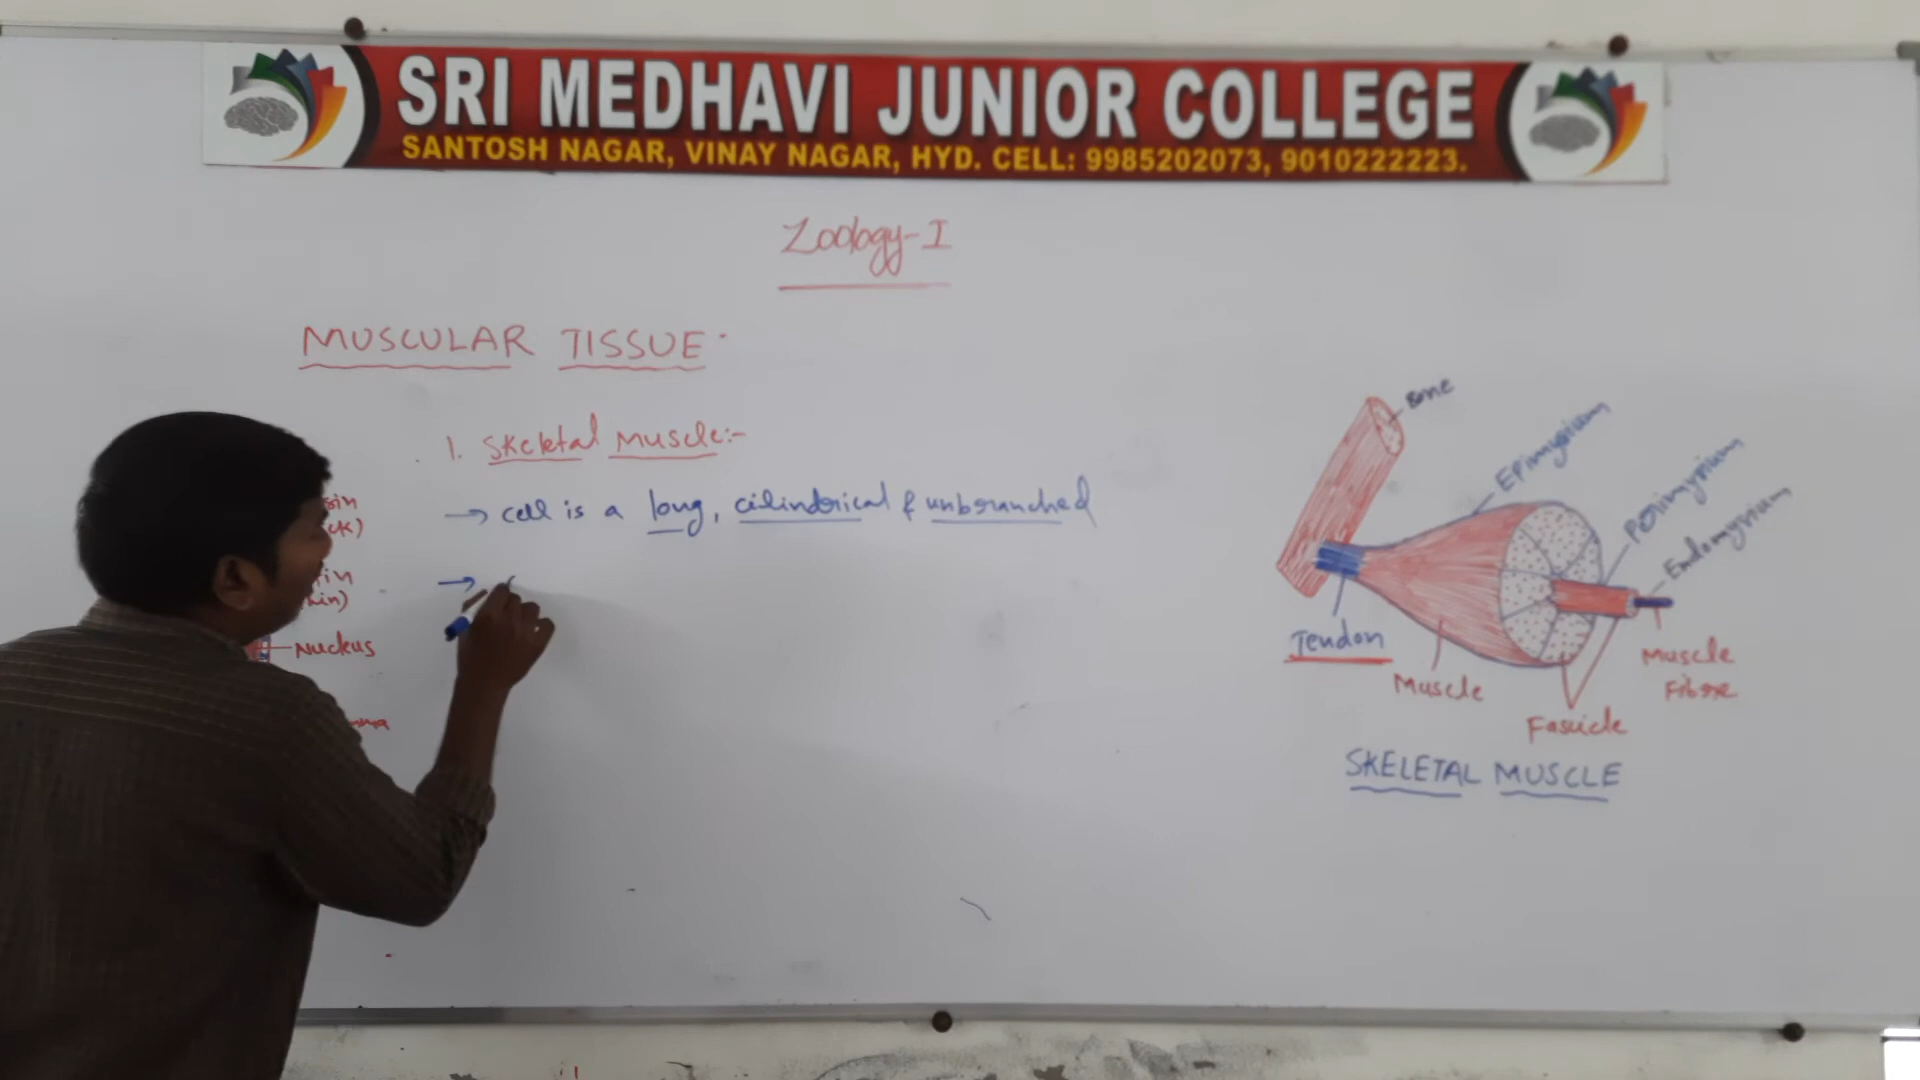 SRI MEDHAVI JUNIOR COLLEGE
SANTOSH NAGAR, VINAY NAGAR, HYD. CELL: 9985202073, 9010222223.
Zoology-I
MUSCULAR TISSUE
1. Skeletal Muscle:-
→ cell is a long, cilindrical & unbranched
→
Nucleus
Bone
Epimysium
Perimysium
Endomysium
Tendon
Muscle
Fasicle
Muscle
Fibre
SKELETAL MUSCLE